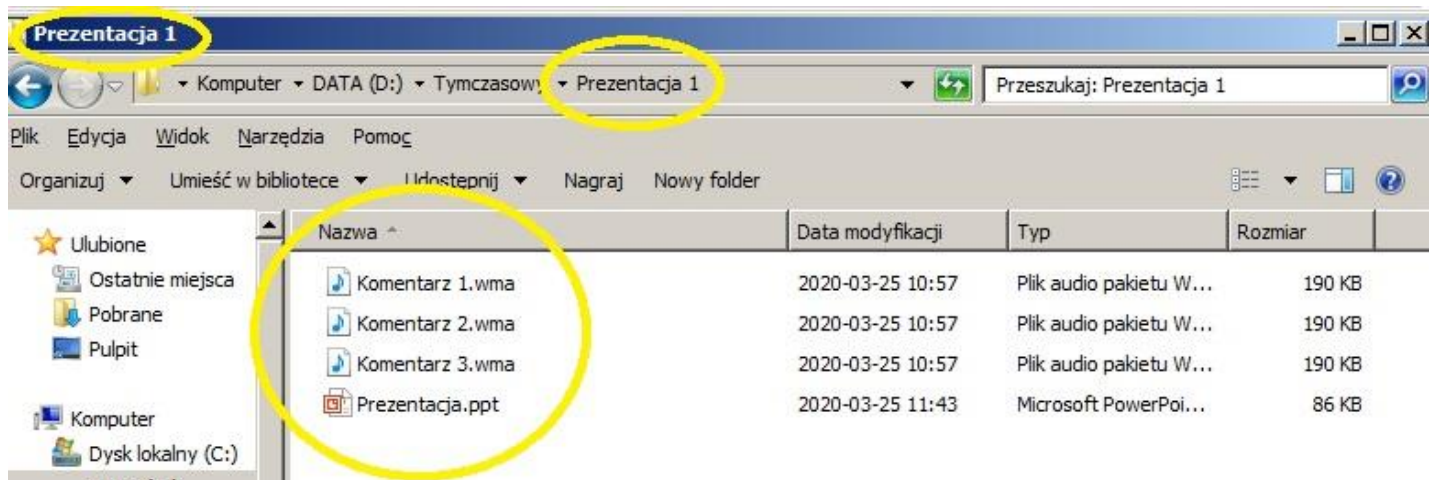 Prezentacja 1
Komputer DATA (D:) Tymczasowy Prezentacja 1 Przeszukaj: Prezentacja 1
Plik Edycja Widok Narzędzia Pomoc
Organizuj Umieść w bibliotece Udostępnij Nagraj Nowy folder
Ulubione
Ostatnie miejsca
Pobrane
Pulpit
Komputer
Dysk lokalny (C:)
Nazwa Data modyfikacji Typ Rozmiar
Komentarz 1.wma 2020-03-25 10:57 Plik audio pakietu W... 190 KB
Komentarz 2.wma 2020-03-25 10:57 Plik audio pakietu W... 190 KB
Komentarz 3.wma 2020-03-25 10:57 Plik audio pakietu W... 190 KB
Prezentacja.ppt 2020-03-25 11:43 Microsoft PowerPoi... 86 KB